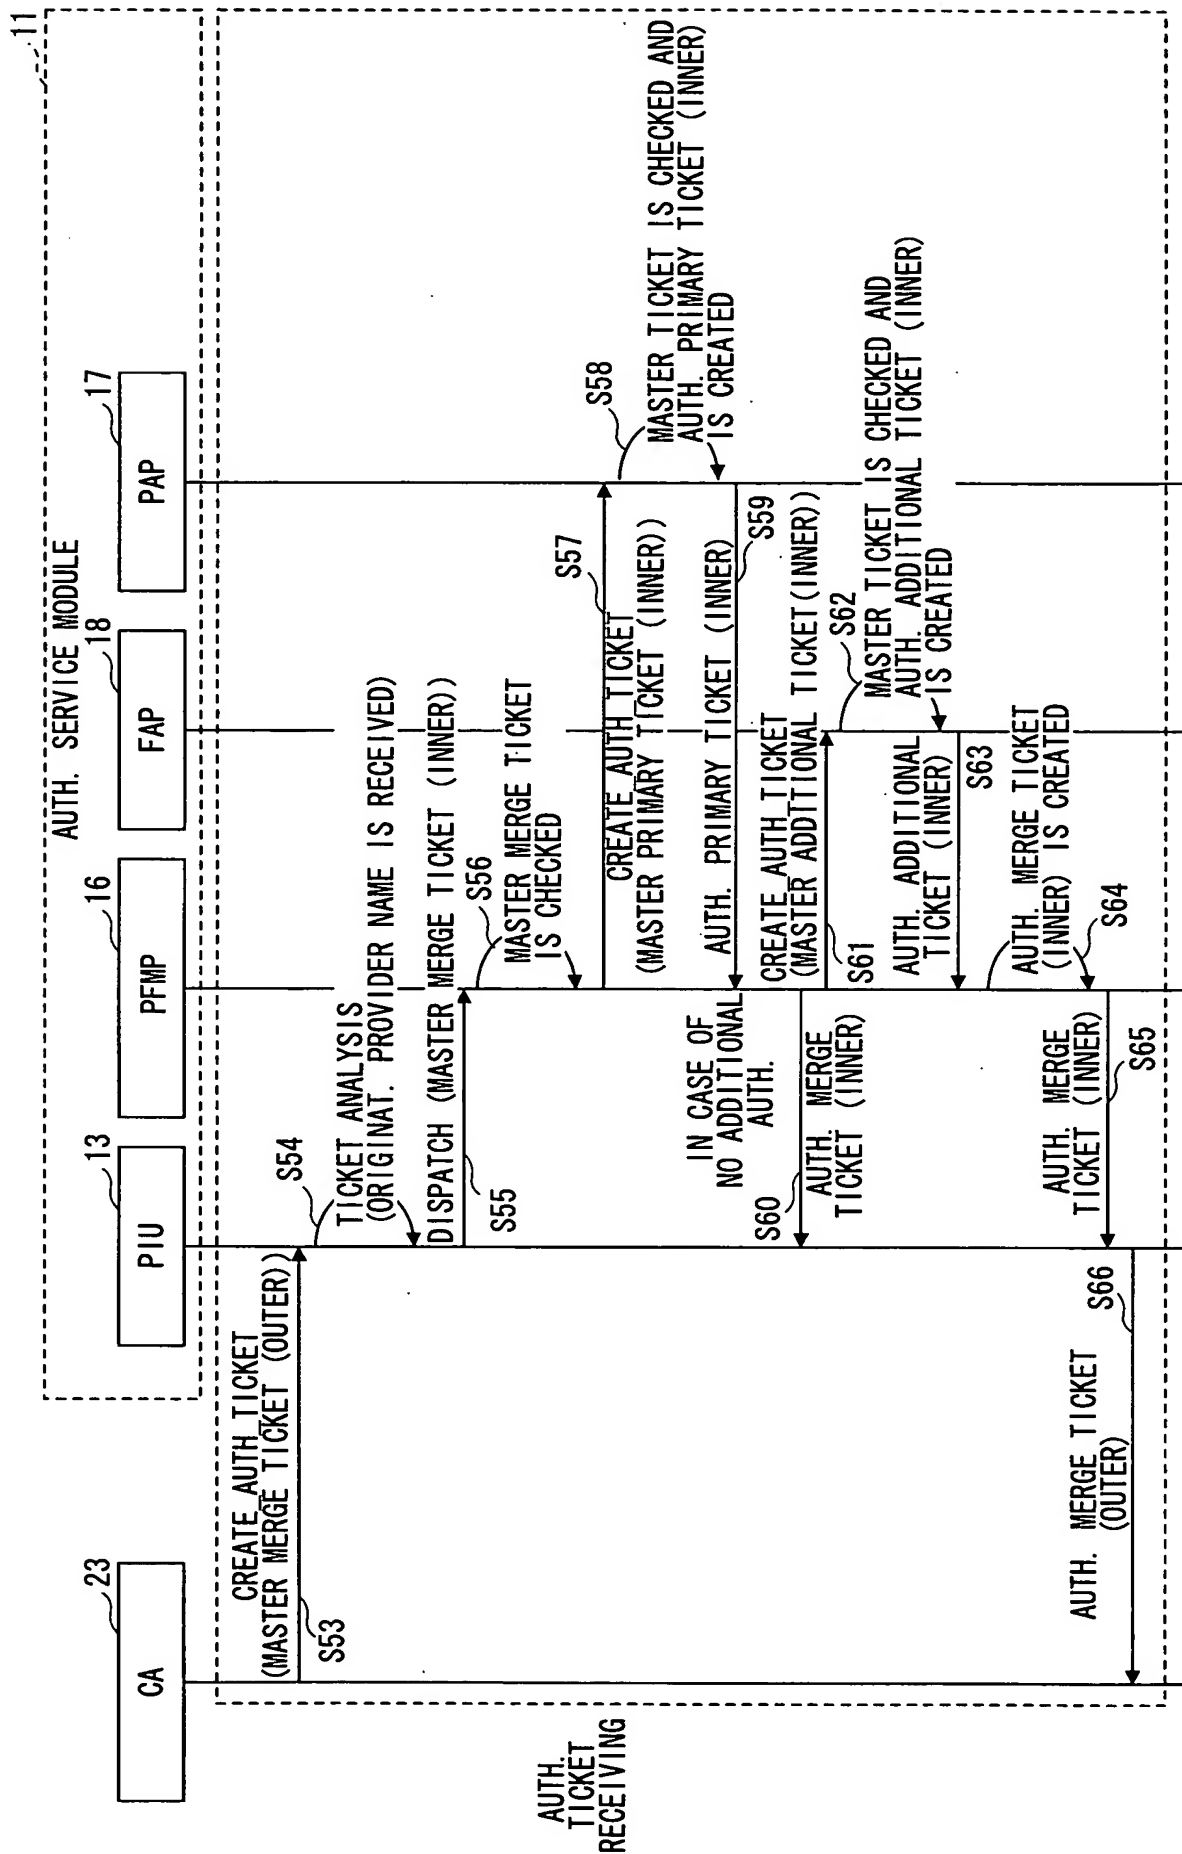 11
AUTH. SERVICE MODULE
23
CA
13
PIU
16
PFMP
18
FAP
17
PAP
AUTH.
TICKET
RECEIVING
CREATE_AUTH_TICKET
(MASTER MERGE TICKET (OUTER))
S53
S54
TICKET ANALYSIS
(ORIGINAT. PROVIDER NAME IS RECEIVED)
DISPATCH (MASTER MERGE TICKET (INNER))
S55
S56
MASTER MERGE TICKET
IS CHECKED
S57
CREATE_AUTH_TICKET
(MASTER PRIMARY TICKET (INNER))
S58
MASTER TICKET IS CHECKED AND
AUTH. PRIMARY TICKET (INNER)
IS CREATED
AUTH. PRIMARY TICKET (INNER)
S59
IN CASE OF
NO ADDITIONAL
AUTH.
S60
AUTH. MERGE
TICKET (INNER)
CREATE_AUTH_TICKET
(MASTER ADDITIONAL TICKET(INNER))
S61
S62
MASTER TICKET IS CHECKED AND
AUTH. ADDITIONAL TICKET (INNER)
IS CREATED
AUTH. ADDITIONAL
TICKET (INNER)
S63
AUTH. MERGE TICKET
(INNER) IS CREATED
S64
AUTH. MERGE
TICKET (INNER)
S65
S66
AUTH. MERGE TICKET
(OUTER)